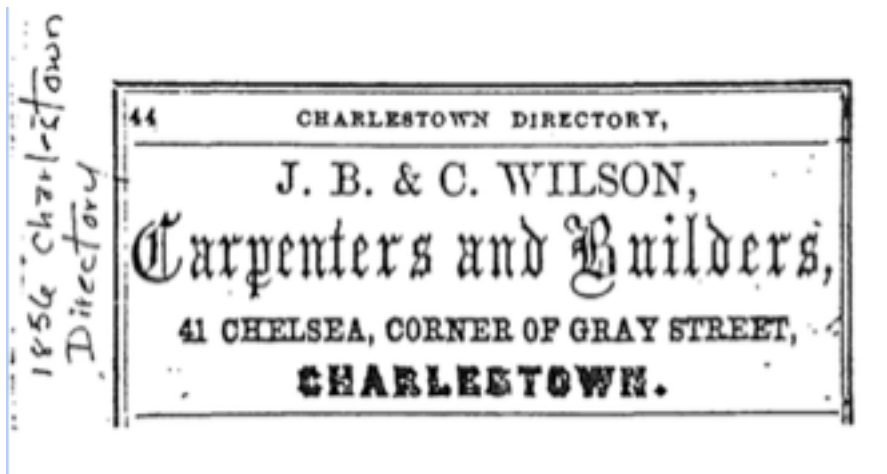 1856 Charlestown
Directory
44 CHARLESTOWN DIRECTORY,
J. B. & C. WILSON,
Carpenters and Builders,
41 CHELSEA, CORNER OF GRAY STREET,
CHARLESTOWN.